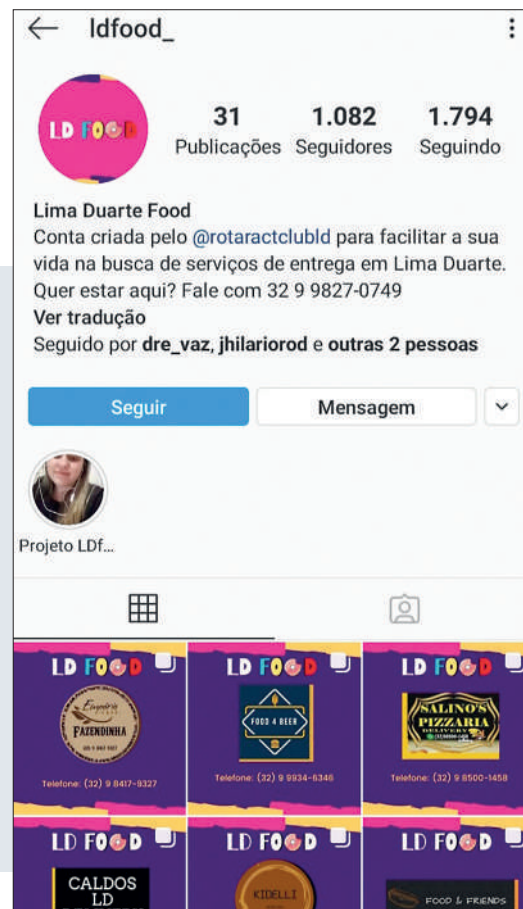 ldfood_
LD FOOD
31 1.082 1.794
Publicações Seguidores Seguindo
Lima Duarte Food
Conta criada pelo @rotaractclubld para facilitar a sua
vida na busca de serviços de entrega em Lima Duarte.
Quer estar aqui? Fale com 32 9 9827-0749
Ver tradução
Seguido por dre_vaz, jhilariorod e outras 2 pessoas
Seguir Mensagem
Projeto LDf...
LD FOOD
Empório
FAZENDINHA
Telefone: (32) 9 8417-9327
LD FOOD
FOOD 4 BEER
Telefone: (32) 9 9934-6346
LD FOOD
SALINO'S
PIZZARIA
DELIVERY
Telefone: (32) 9 8500-1458
LD FOOD
CALDOS
LD
LD FOOD
KIDELLI
LD FOOD
FOOD & FRIENDS